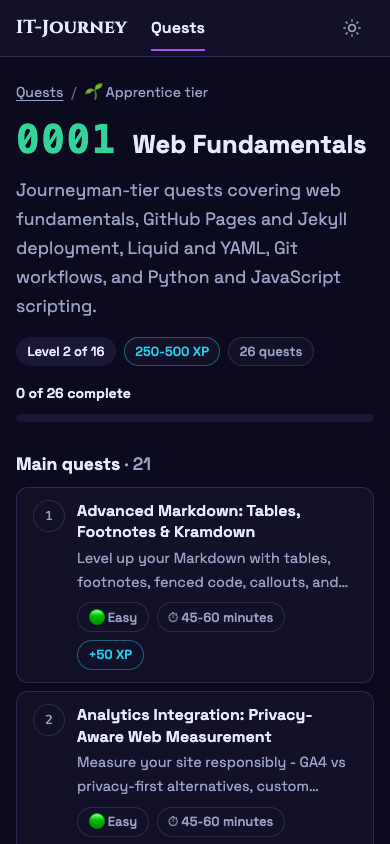 IT-Journey Quests
Quests / 🌱 Apprentice tier
0001 Web Fundamentals
Journeyman-tier quests covering web
fundamentals, GitHub Pages and Jekyll
deployment, Liquid and YAML, Git
workflows, and Python and JavaScript
scripting.
Level 2 of 16 250-500 XP 26 quests
0 of 26 complete
Main quests · 21
1 Advanced Markdown: Tables,
Footnotes & Kramdown
Level up your Markdown with tables,
footnotes, fenced code, callouts, and…
🟢 Easy ⏱ 45-60 minutes
+50 XP
2 Analytics Integration: Privacy-
Aware Web Measurement
Measure your site responsibly - GA4 vs
privacy-first alternatives, custom…
🟢 Easy ⏱ 45-60 minutes